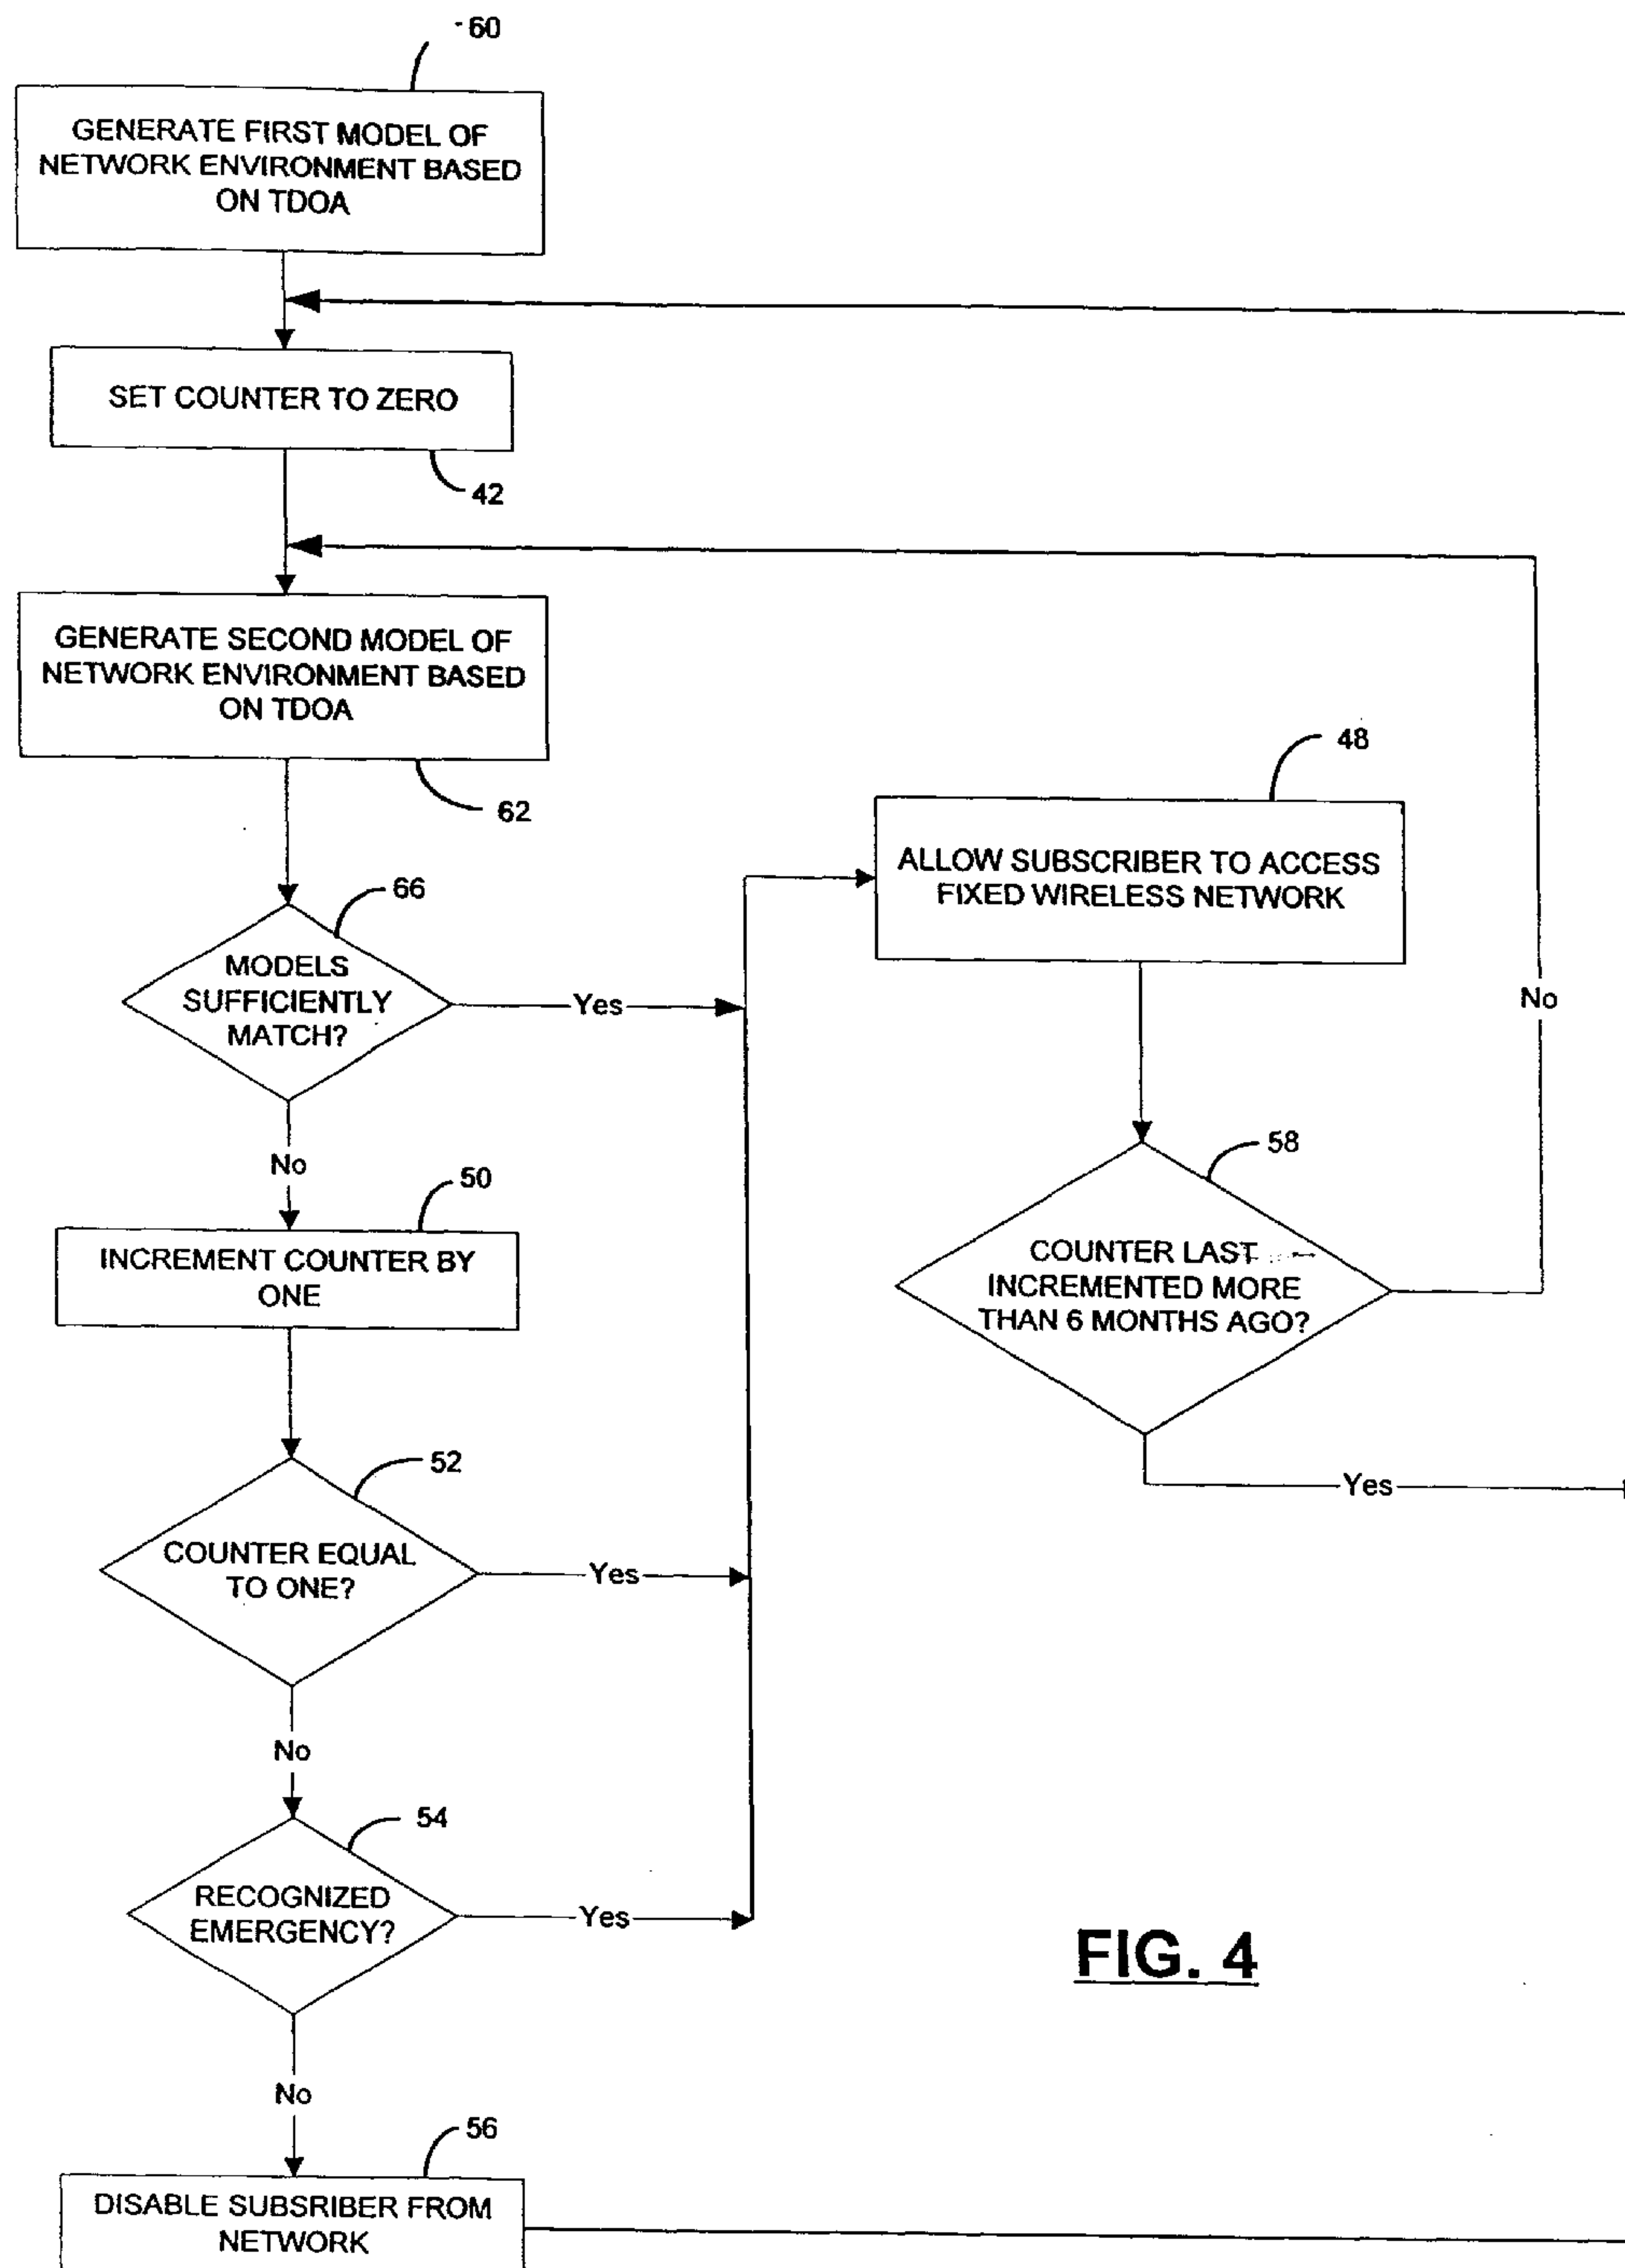 60
GENERATE FIRST MODEL OF
NETWORK ENVIRONMENT BASED
ON TDOA
SET COUNTER TO ZERO
42
GENERATE SECOND MODEL OF
NETWORK ENVIRONMENT BASED
ON TDOA
62
48
ALLOW SUBSCRIBER TO ACCESS
FIXED WIRELESS NETWORK
66
MODELS
SUFFICIENTLY
MATCH?
Yes
No
No
58
COUNTER LAST
INCREMENTED MORE
THAN 6 MONTHS AGO?
Yes
50
INCREMENT COUNTER BY
ONE
52
COUNTER EQUAL
TO ONE?
Yes
No
54
RECOGNIZED
EMERGENCY?
Yes
No
FIG. 4
56
DISABLE SUBSRIBER FROM
NETWORK